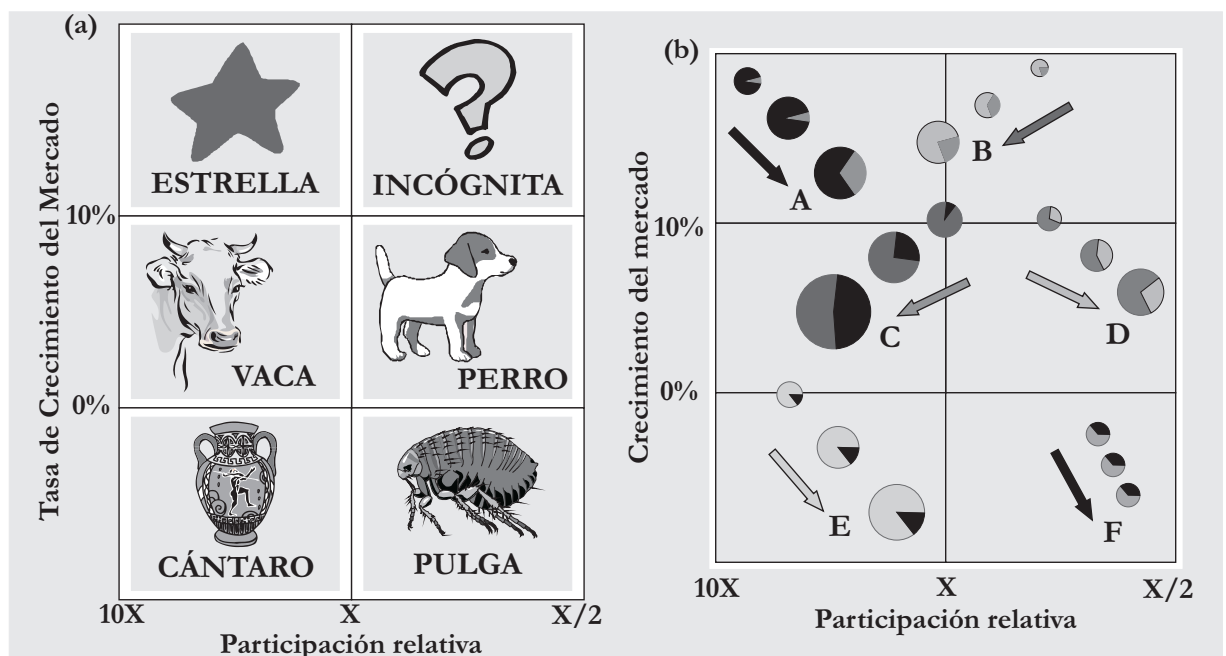 (a)
Tasa de Crecimiento del Mercado
ESTRELLA
INCÓGNITA
10%
VACA
PERRO
0%
CÁNTARO
PULGA
10X
X
X/2
Participación relativa
(b)
Crecimiento del mercado
A
B
10%
C
D
0%
E
F
10X
X
X/2
Participación relativa